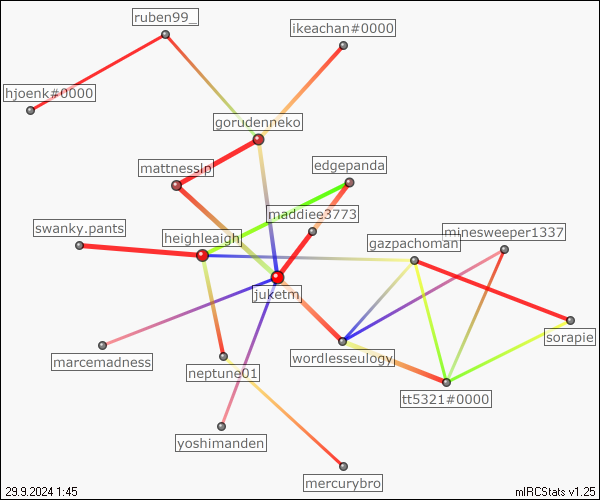 ruben99_
ikeachan#0000
hjoenk#0000
gorudenneko
mattnesslp
edgepanda
maddiee3773
swanky.pants
heighleaigh
gazpachoman
minesweeper1337
juketm
sorapie
marcemadness
neptune01
wordlesseulogy
tt5321#0000
yoshimanden
mercurybro
29.9.2024 1:45
mIRCStats v1.25